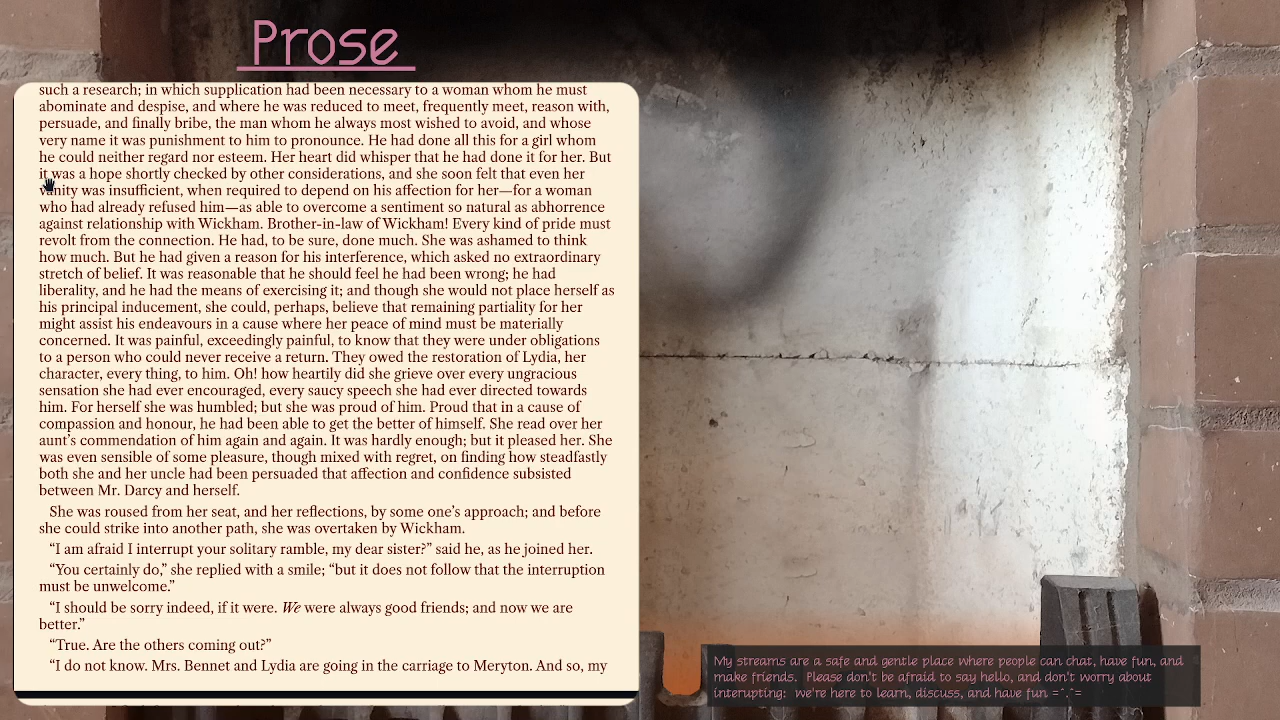 Prose
such a research; in which supplication had been necessary to a woman whom he must
abominate and despise, and where he was reduced to meet, frequently meet, reason with,
persuade, and finally bribe, the man whom he always most wished to avoid, and whose
very name it was punishment to him to pronounce. He had done all this for a girl whom
he could neither regard nor esteem. Her heart did whisper that he had done it for her. But
it was a hope shortly checked by other considerations, and she soon felt that even her
vanity was insufficient, when required to depend on his affection for her—for a woman
who had already refused him—as able to overcome a sentiment so natural as abhorrence
against relationship with Wickham. Brother-in-law of Wickham! Every kind of pride must
revolt from the connection. He had, to be sure, done much. She was ashamed to think
how much. But he had given a reason for his interference, which asked no extraordinary
stretch of belief. It was reasonable that he should feel he had been wrong; he had
liberality, and he had the means of exercising it; and though she would not place herself as
his principal inducement, she could, perhaps, believe that remaining partiality for her
might assist his endeavours in a cause where her peace of mind must be materially
concerned. It was painful, exceedingly painful, to know that they were under obligations
to a person who could never receive a return. They owed the restoration of Lydia, her
character, every thing, to him. Oh! how heartily did she grieve over every ungracious
sensation she had ever encouraged, every saucy speech she had ever directed towards
him. For herself she was humbled; but she was proud of him. Proud that in a cause of
compassion and honour, he had been able to get the better of himself. She read over her
aunt’s commendation of him again and again. It was hardly enough; but it pleased her. She
was even sensible of some pleasure, though mixed with regret, on finding how steadfastly
both she and her uncle had been persuaded that affection and confidence subsisted
between Mr. Darcy and herself.
She was roused from her seat, and her reflections, by some one’s approach; and before
she could strike into another path, she was overtaken by Wickham.
“I am afraid I interrupt your solitary ramble, my dear sister?” said he, as he joined her.
“You certainly do,” she replied with a smile; “but it does not follow that the interruption
must be unwelcome.”
“I should be sorry indeed, if it were. We were always good friends; and now we are
better.”
“True. Are the others coming out?”
“I do not know. Mrs. Bennet and Lydia are going in the carriage to Meryton. And so, my
My streams are a safe and gentle place where people can chat, have fun, and
make friends. Please don't be afraid to say hello, and don't worry about
interupting: we're here to learn, discuss, and have fun =^.^=